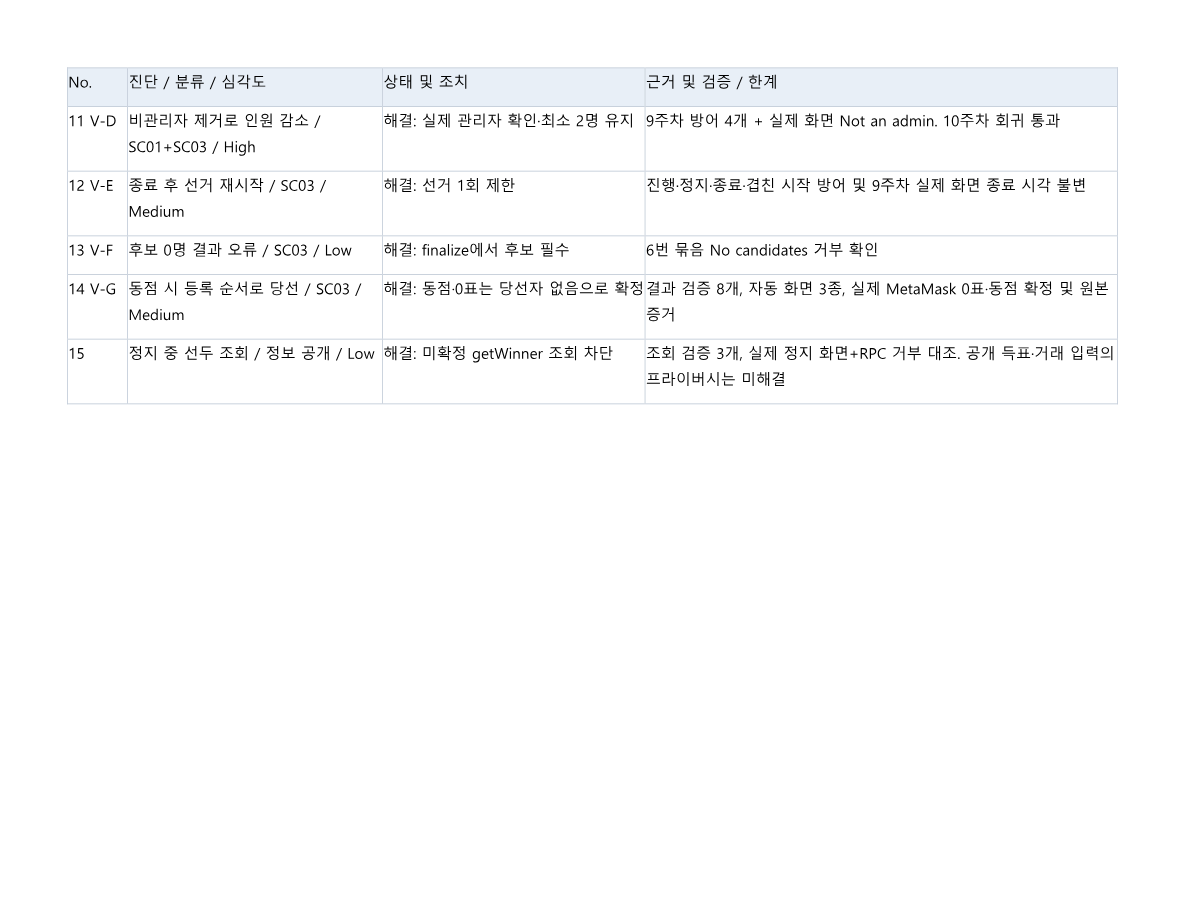 No. 진단 / 분류 / 심각도 상태 및 조치 근거 및 검증 / 한계
11 V-D 비관리자 제거로 인원 감소 / 해결: 실제 관리자 확인·최소 2명 유지 9주차 방어 4개 + 실제 화면 Not an admin. 10주차 회귀 통과
SC01+SC03 / High
12 V-E 종료 후 선거 재시작 / SC03 / 해결: 선거 1회 제한 진행·정지·종료·겹친 시작 방어 및 9주차 실제 화면 종료 시각 불변
Medium
13 V-F 후보 0명 결과 오류 / SC03 / Low 해결: finalize에서 후보 필수 6번 묶음 No candidates 거부 확인
14 V-G 동점 시 등록 순서로 당선 / SC03 / 해결: 동점·0표는 당선자 없음으로 확정 결과 검증 8개, 자동 화면 3종, 실제 MetaMask 0표·동점 확정 및 원본
Medium 증거
15 정지 중 선두 조회 / 정보 공개 / Low 해결: 미확정 getWinner 조회 차단 조회 검증 3개, 실제 정지 화면+RPC 거부 대조. 공개 득표·거래 입력의
프라이버시는 미해결